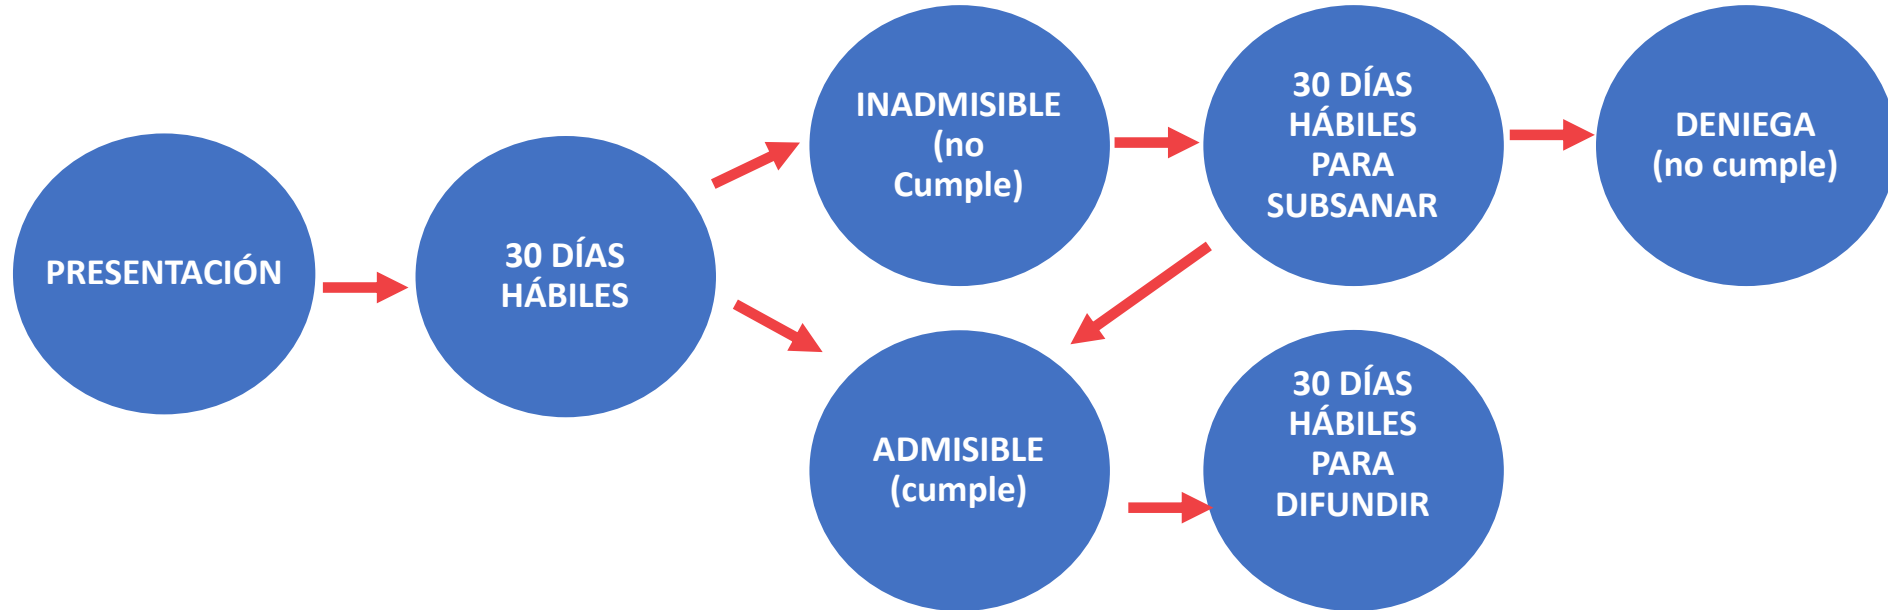 PRESENTACIÓN
30 DÍAS
HÁBILES
INADMISIBLE
(no
Cumple)
30 DÍAS
HÁBILES
PARA
SUBSANAR
DENIEGA
(no cumple)
ADMISIBLE
(cumple)
30 DÍAS
HÁBILES
PARA
DIFUNDIR